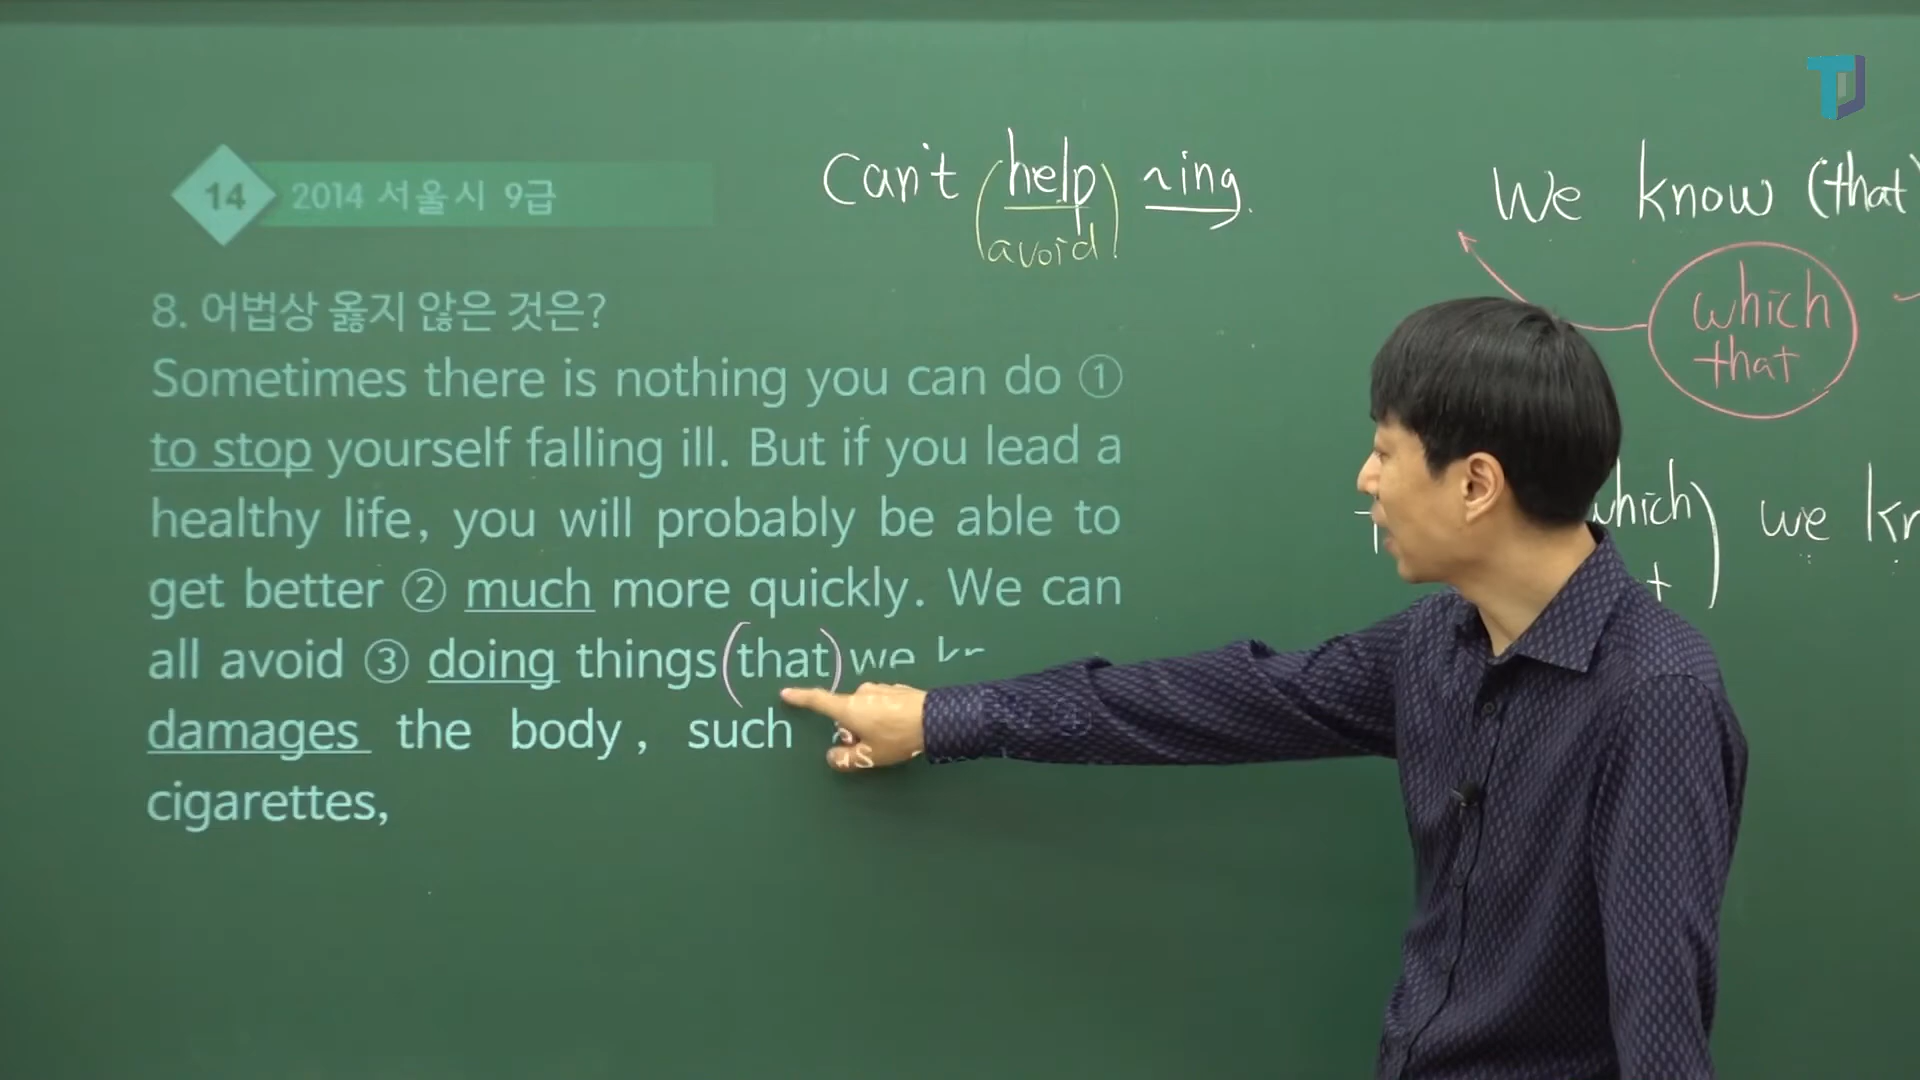 14 2014 서울시 9급
8. 어법상 옳지 않은 것은?
Sometimes there is nothing you can do ①
to stop yourself falling ill. But if you lead a
healthy life, you will probably be able to
get better ② much more quickly. We can
all avoid ③ doing things (that) we
damages the body, such as
cigarettes,
can't (help) ~ing.
avoid
We know (that)
which
that
which) we
TJ